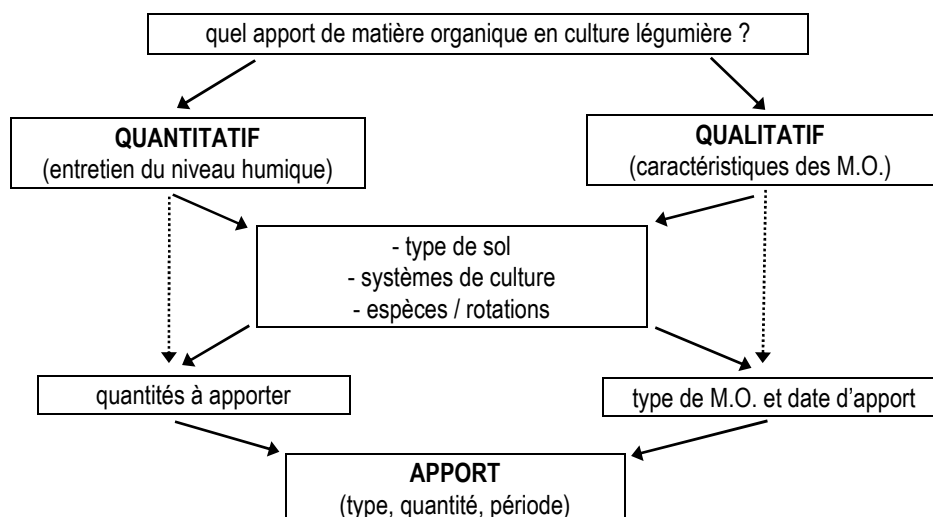 quel apport de matière organique en culture légumière ?
QUANTITATIF
(entretien du niveau humique)
QUALITATIF
(caractéristiques des M.O.)
- type de sol
- systèmes de culture
- espèces / rotations
quantités à apporter
type de M.O. et date d'apport
APPORT
(type, quantité, période)